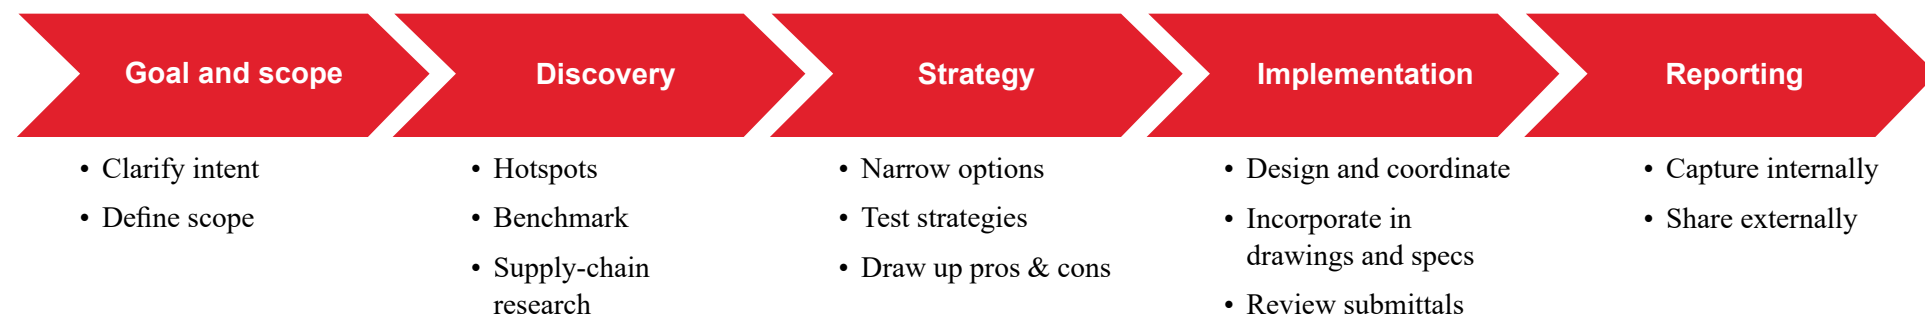 Goal and scope
• Clarify intent
• Define scope
Discovery
• Hotspots
• Benchmark
• Supply-chain
research
Strategy
• Narrow options
• Test strategies
• Draw up pros & cons
Implementation
• Design and coordinate
• Incorporate in
drawings and specs
• Review submittals
Reporting
• Capture internally
• Share externally